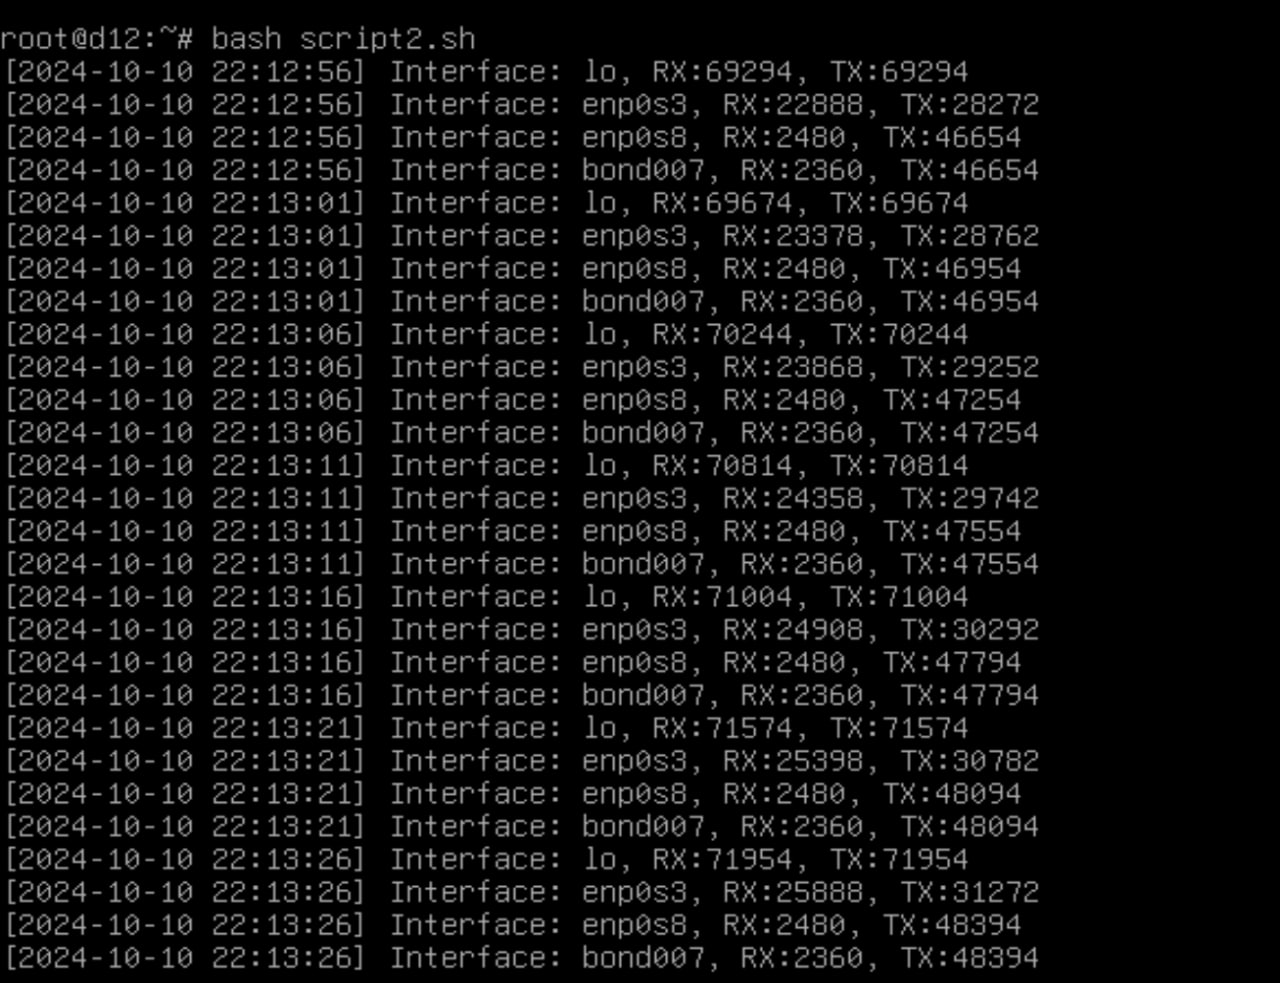 root@d12:~# bash script2.sh
[2024-10-10 22:12:56] Interface: lo, RX:69294, TX:69294
[2024-10-10 22:12:56] Interface: enp0s3, RX:22888, TX:28272
[2024-10-10 22:12:56] Interface: enp0s8, RX:2480, TX:46654
[2024-10-10 22:12:56] Interface: bond007, RX:2360, TX:46654
[2024-10-10 22:13:01] Interface: lo, RX:69674, TX:69674
[2024-10-10 22:13:01] Interface: enp0s3, RX:23378, TX:28762
[2024-10-10 22:13:01] Interface: enp0s8, RX:2480, TX:46954
[2024-10-10 22:13:01] Interface: bond007, RX:2360, TX:46954
[2024-10-10 22:13:06] Interface: lo, RX:70244, TX:70244
[2024-10-10 22:13:06] Interface: enp0s3, RX:23868, TX:29252
[2024-10-10 22:13:06] Interface: enp0s8, RX:2480, TX:47254
[2024-10-10 22:13:06] Interface: bond007, RX:2360, TX:47254
[2024-10-10 22:13:11] Interface: lo, RX:70814, TX:70814
[2024-10-10 22:13:11] Interface: enp0s3, RX:24358, TX:29742
[2024-10-10 22:13:11] Interface: enp0s8, RX:2480, TX:47554
[2024-10-10 22:13:11] Interface: bond007, RX:2360, TX:47554
[2024-10-10 22:13:16] Interface: lo, RX:71004, TX:71004
[2024-10-10 22:13:16] Interface: enp0s3, RX:24908, TX:30292
[2024-10-10 22:13:16] Interface: enp0s8, RX:2480, TX:47794
[2024-10-10 22:13:16] Interface: bond007, RX:2360, TX:47794
[2024-10-10 22:13:21] Interface: lo, RX:71574, TX:71574
[2024-10-10 22:13:21] Interface: enp0s3, RX:25398, TX:30782
[2024-10-10 22:13:21] Interface: enp0s8, RX:2480, TX:48094
[2024-10-10 22:13:21] Interface: bond007, RX:2360, TX:48094
[2024-10-10 22:13:26] Interface: lo, RX:71954, TX:71954
[2024-10-10 22:13:26] Interface: enp0s3, RX:25888, TX:31272
[2024-10-10 22:13:26] Interface: enp0s8, RX:2480, TX:48394
[2024-10-10 22:13:26] Interface: bond007, RX:2360, TX:48394